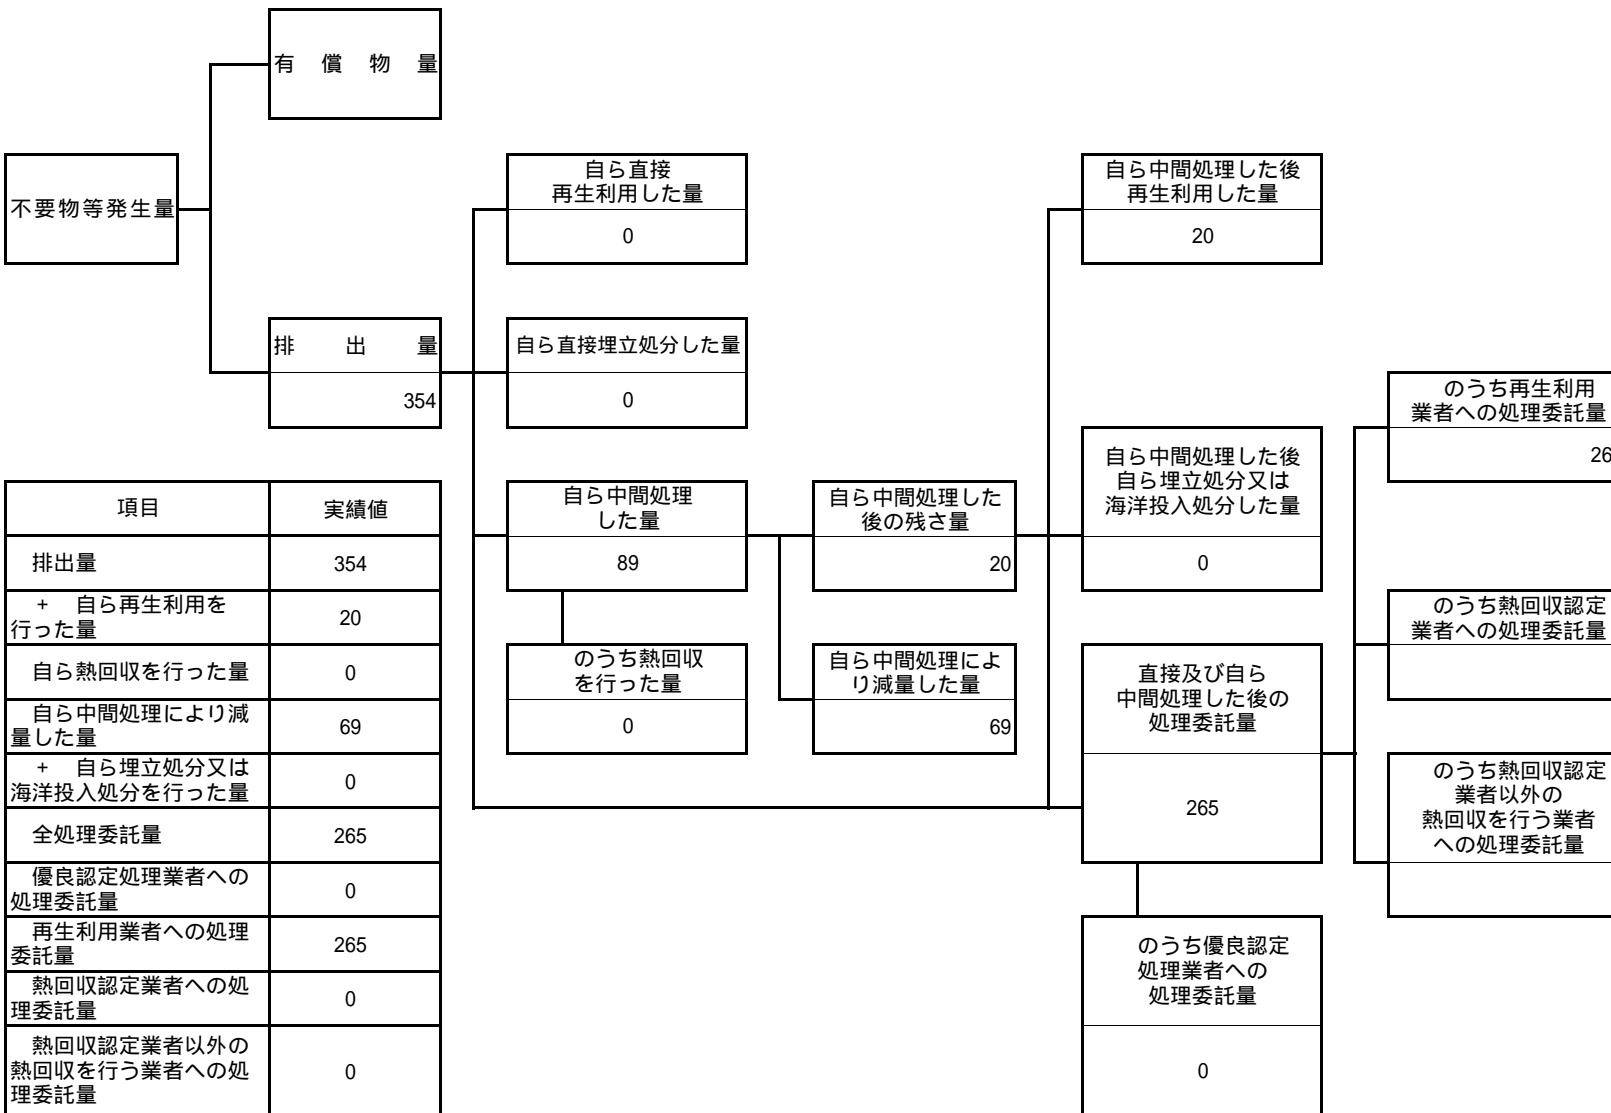 有償物量
不要物等発生量
排出量
354
自ら直接
再生利用した量
0
自ら直接埋立処分した量
0
自ら中間処理
した量
89
のうち熱回収
を行った量
0
自ら中間処理した
後の残さ量
20
自ら中間処理によ
り減量した量
69
自ら中間処理した後
再生利用した量
20
自ら中間処理した後
自ら埋立処分又は
海洋投入処分した量
0
直接及び自ら
中間処理した後の
処理委託量
265
のうち優良認定
処理業者への
処理委託量
0
のうち再生利用
業者への処理委託量
26
のうち熱回収認定
業者への処理委託量
のうち熱回収認定
業者以外の
熱回収を行う業者
への処理委託量
項目 実績値
排出量 354
+ 自ら再生利用を
行った量 20
自ら熱回収を行った量 0
自ら中間処理により減
量した量 69
+ 自ら埋立処分又は
海洋投入処分を行った量 0
全処理委託量 265
優良認定処理業者への
処理委託量 0
再生利用業者への処理
委託量 265
熱回収認定業者への処
理委託量 0
熱回収認定業者以外の
熱回収を行う業者への処
理委託量 0